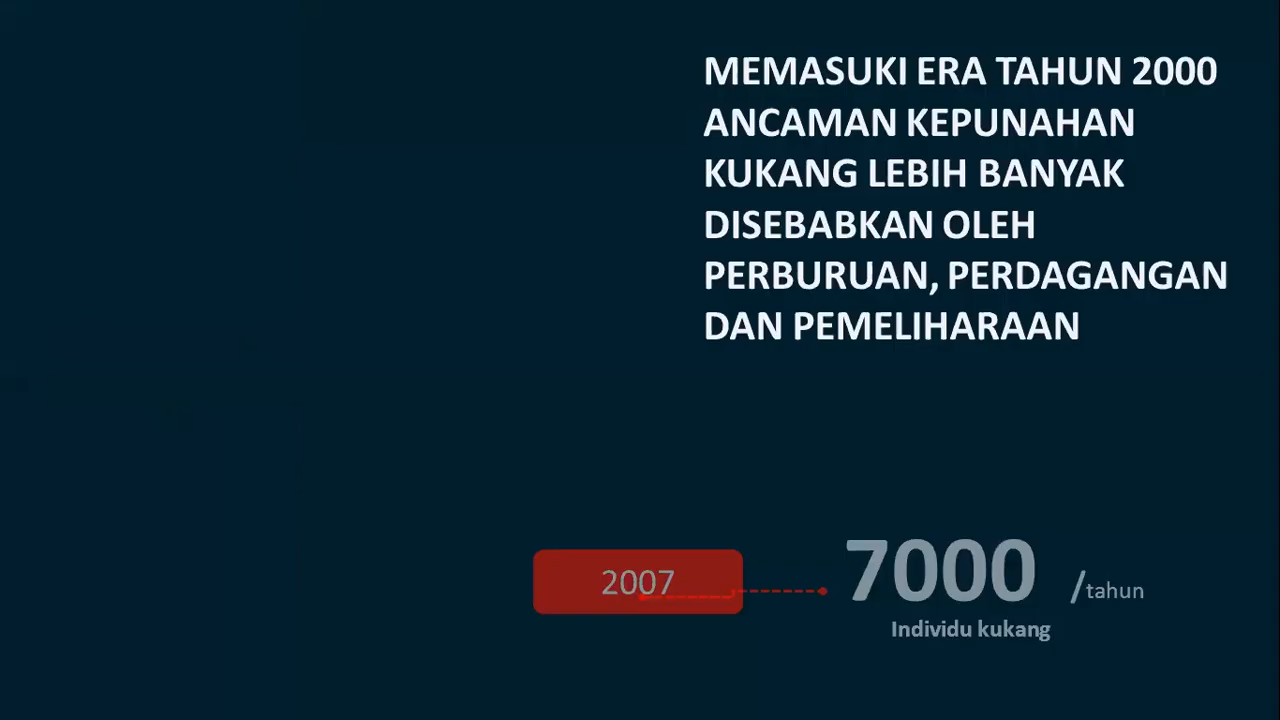 MEMASUKI ERA TAHUN 2000
ANCAMAN KEPUNAHAN
KUKANG LEBIH BANYAK
DISEBABKAN OLEH
PERBURUAN, PERDAGANGAN
DAN PEMELIHARAAN
2007
7000 /tahun
Individu kukang